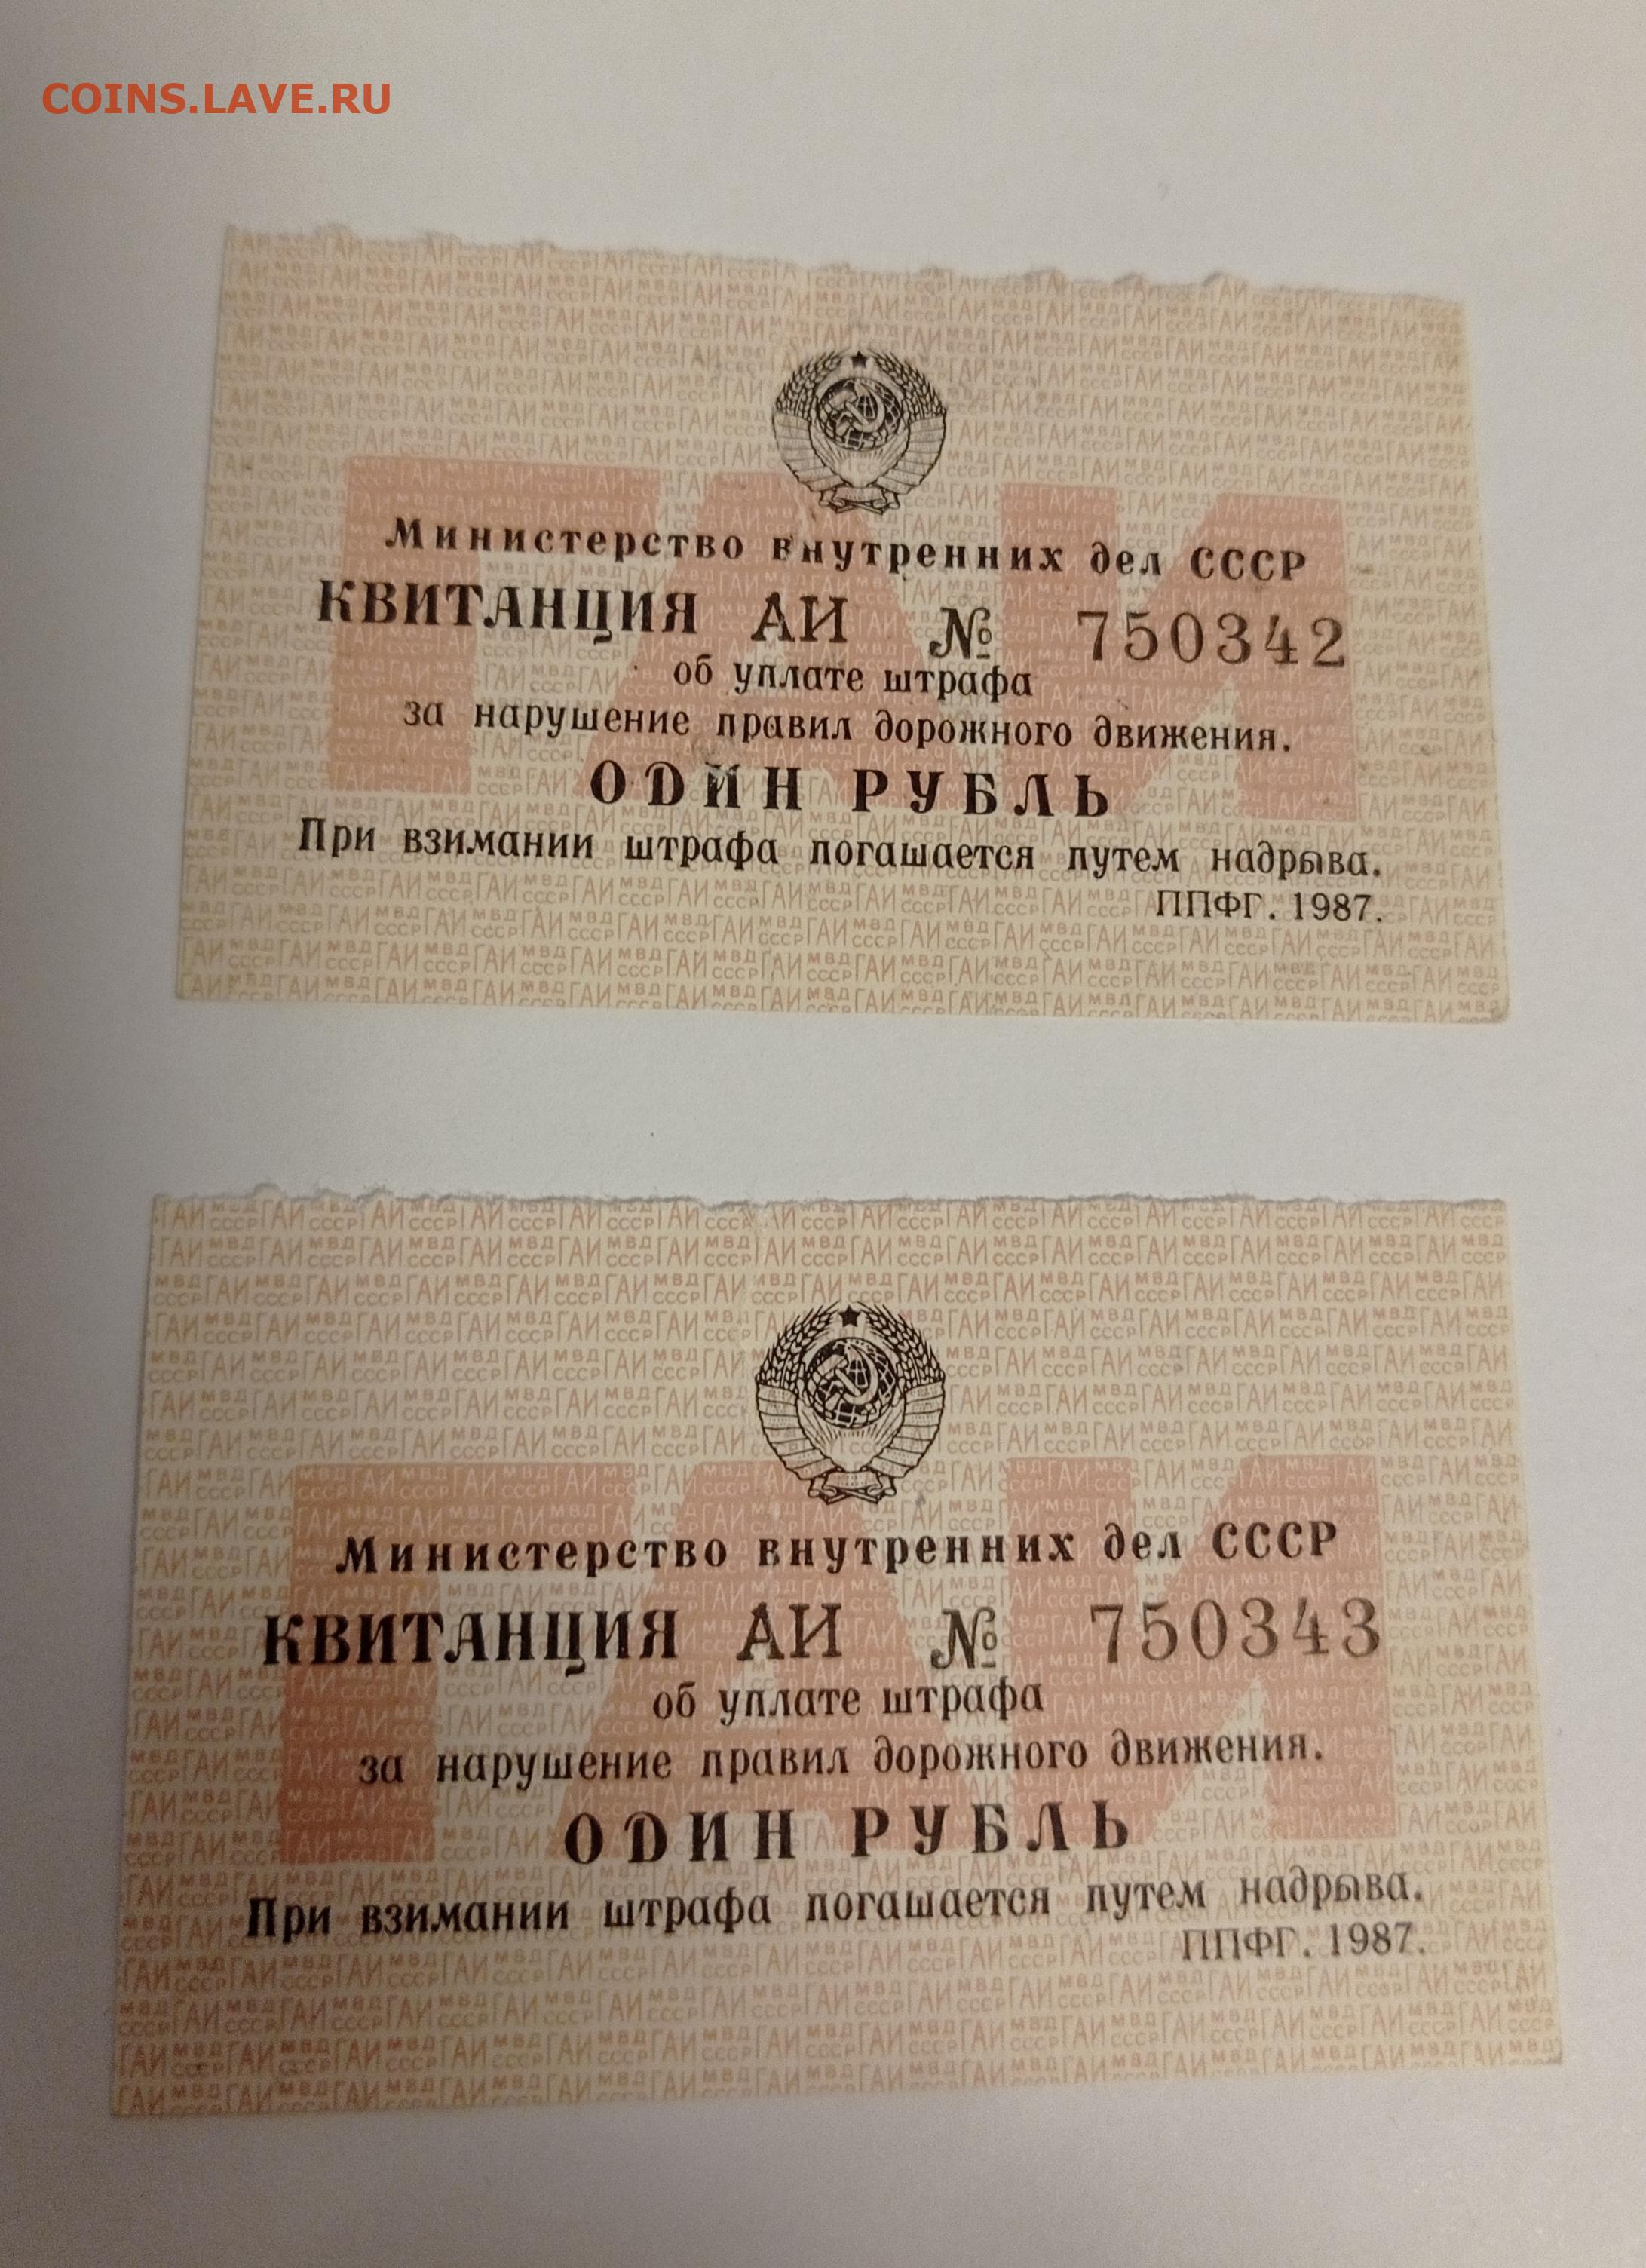 COINS.LAVE.RU
Министерство внутренних дел СССР
КВИТАНЦИЯ АИ № 750342
об уплате штрафа
за нарушение правил дорожного движения.
ОДИН РУБЛЬ
При взимании штрафа погашается путем надрыва.
ППФГ. 1987.
ГАИ
Министерство внутренних дел СССР
КВИТАНЦИЯ АИ № 750343
об уплате штрафа
за нарушение правил дорожного движения.
ОДИН РУБЛЬ
При взимании штрафа погашается путем надрыва.
ППФГ. 1987.
ГАИ